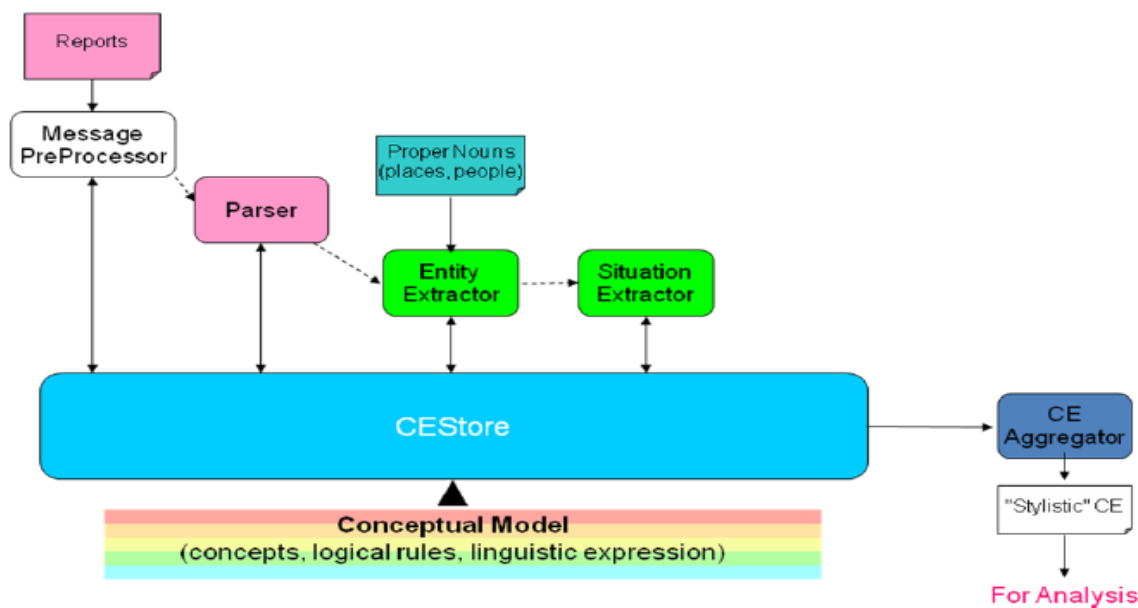 Reports
Message
PreProcessor
Proper Nouns
(places, people)
Parser
Entity
Extractor
Situation
Extractor
CEStore
CE
Aggregator
"Stylistic" CE
Conceptual Model
(concepts, logical rules, linguistic expression)
For Analysis